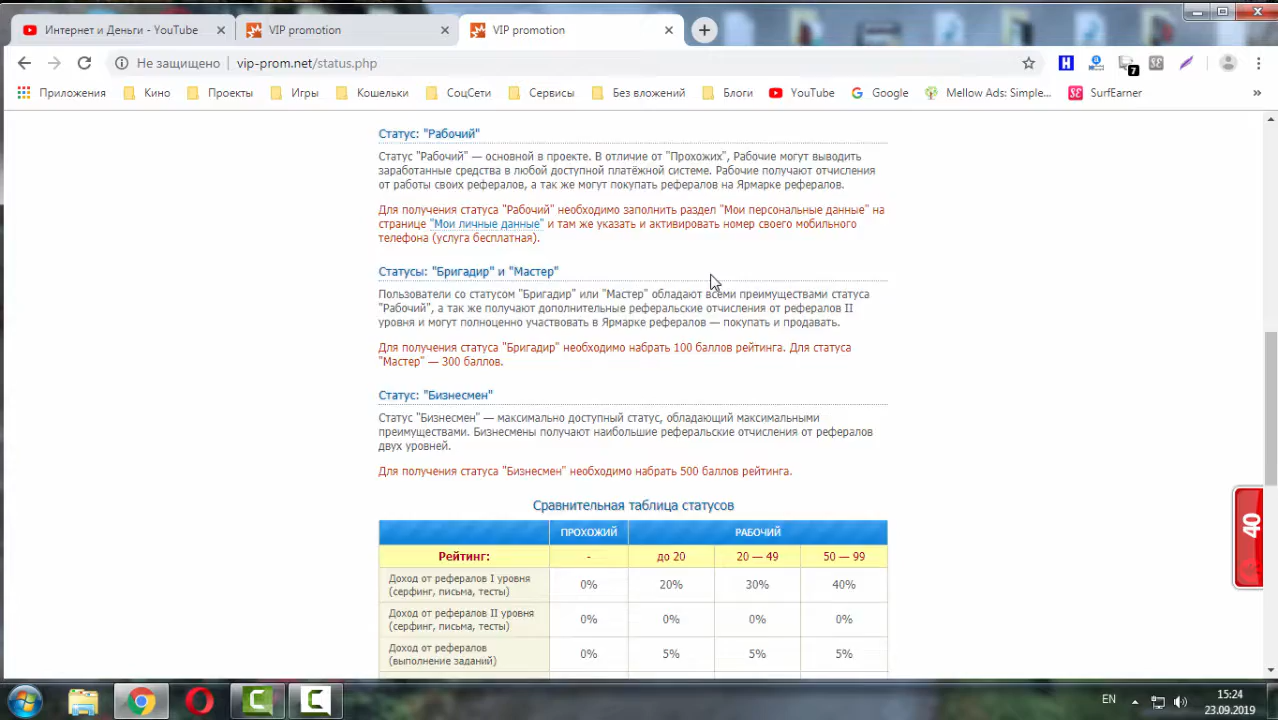 Интернет и Деньги - YouTube
VIP promotion
VIP promotion
Не защищено
vip-prom.net/status.php
7
Приложения
Кино
Проекты
Игры
Кошельки
СоцСети
Сервисы
Без вложений
Блоги
YouTube
Google
Mellow Ads: Simple...
SurfEarner
»
Статус: "Рабочий"
Статус "Рабочий" — основной в проекте. В отличие от "Прохожих", Рабочие могут выводить
заработанные средства в любой доступной платёжной системе. Рабочие получают отчисления
от работы своих рефералов, а так же могут покупать рефералов на Ярмарке рефералов.
Для получения статуса "Рабочий" необходимо заполнить раздел "Мои персональные данные" на
странице "Мои личные данные" и там же указать и активировать номер своего мобильного
телефона (услуга бесплатная).
Статусы: "Бригадир" и "Мастер"
Пользователи со статусом "Бригадир" или "Мастер" обладают всеми преимуществами статуса
"Рабочий", а так же получают дополнительные реферальские отчисления от рефералов II
уровня и могут полноценно участвовать в Ярмарке рефералов — покупать и продавать.
Для получения статуса "Бригадир" необходимо набрать 100 баллов рейтинга. Для статуса
"Мастер" — 300 баллов.
Статус: "Бизнесмен"
Статус "Бизнесмен" — максимально доступный статус, обладающий максимальными
преимуществами. Бизнесмены получают наибольшие реферальские отчисления от рефералов
двух уровней.
Для получения статуса "Бизнесмен" необходимо набрать 500 баллов рейтинга.
Сравнительная таблица статусов
ПРОХОЖИЙ РАБОЧИЙ
Рейтинг: - до 20 20 — 49 50 — 99
Доход от рефералов I уровня
(серфинг, письма, тесты) 0% 20% 30% 40%
Доход от рефералов II уровня
(серфинг, письма, тесты) 0% 0% 0% 0%
Доход от рефералов
(выполнение заданий) 0% 5% 5% 5%
40
EN
15:24
23.09.2019